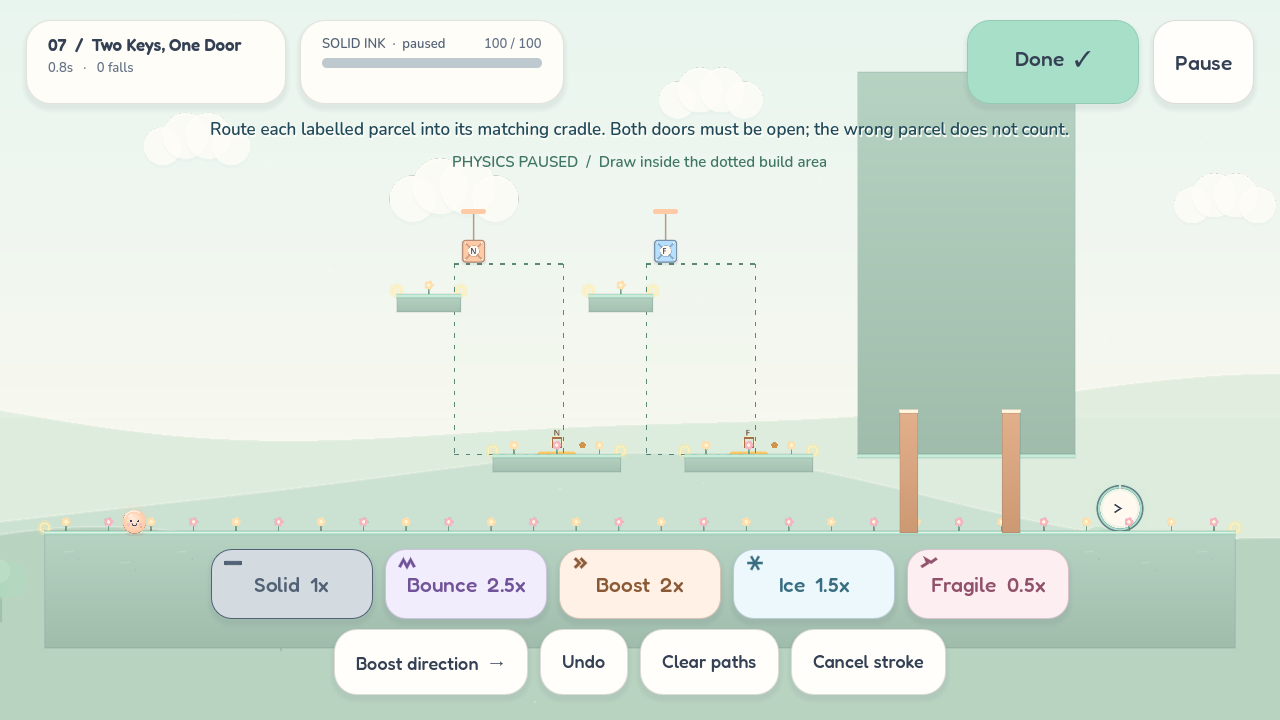 07 / Two Keys, One Door
0.8s · 0 falls
SOLID INK · paused 100 / 100
Done ✓
Pause
Route each labelled parcel into its matching cradle. Both doors must be open; the wrong parcel does not count.
PHYSICS PAUSED / Draw inside the dotted build area
N
F
N
F
>
Solid 1x
Bounce 2.5x
Boost 2x
Ice 1.5x
Fragile 0.5x
Boost direction →
Undo
Clear paths
Cancel stroke